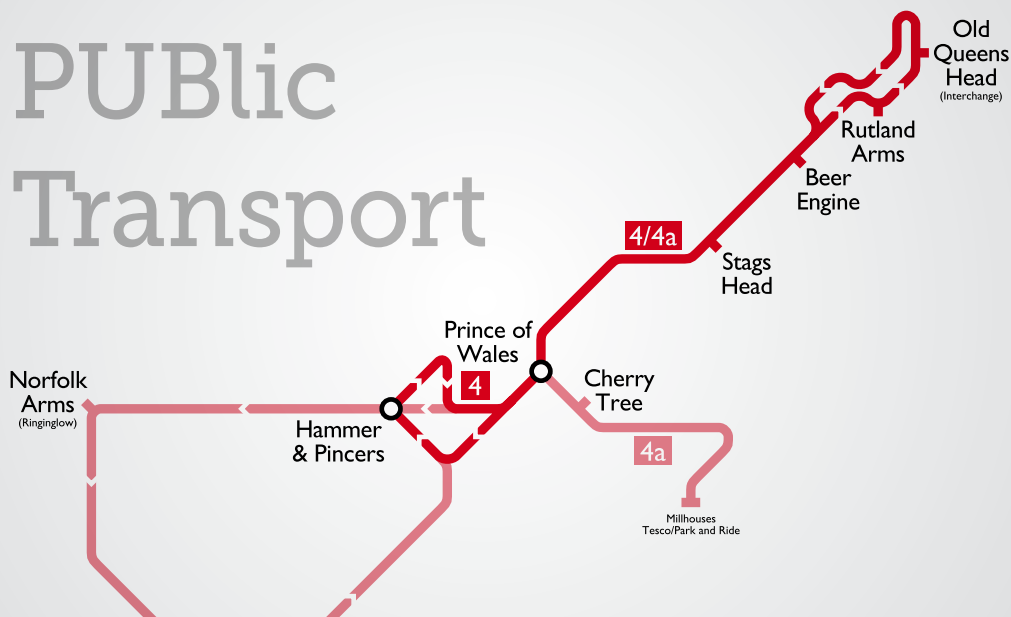 PUBlic
Transport
Old
Queens
Head
(Interchange)
Rutland
Arms
Beer
Engine
4/4a
Stags
Head
Prince of
Wales
4
Norfolk
Arms
(Ringinglow)
Cherry
Tree
Hammer
& Pincers
4a
Millhouses
Tesco/Park and Ride